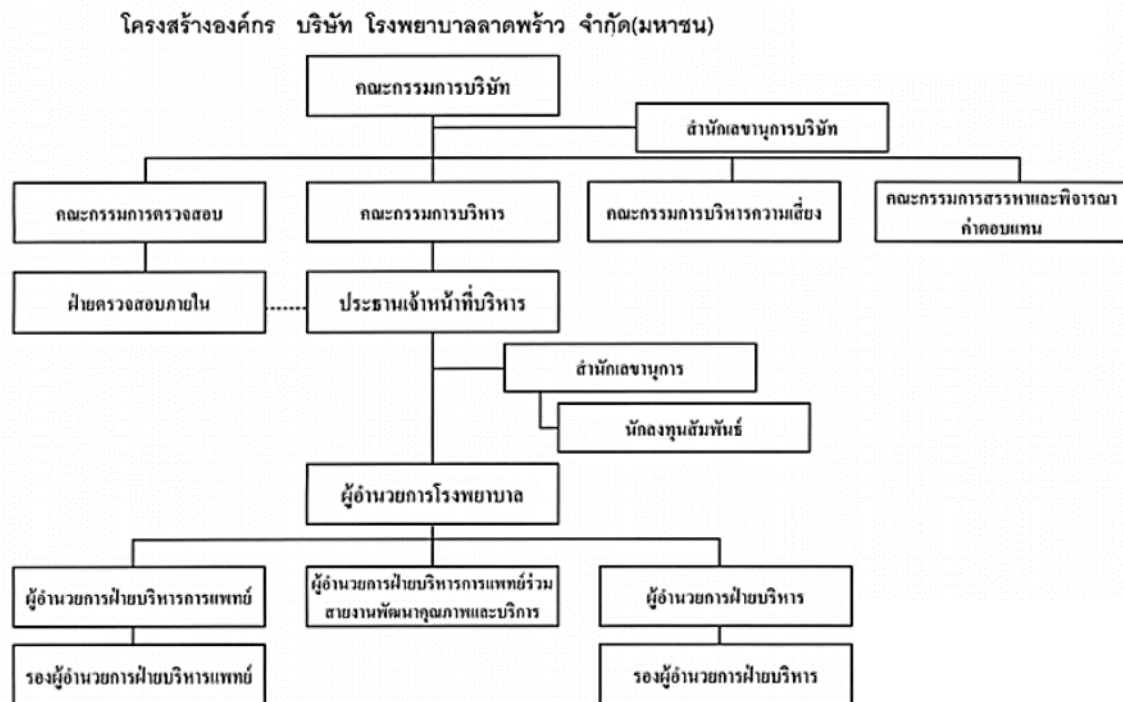 โครงสร้างองค์กร บริษัท โรงพยาบาลลาดพร้าว จำกัด(มหาชน)
คณะกรรมการบริษัท
สำนักเลขานุการบริษัท
คณะกรรมการตรวจสอบ
คณะกรรมการบริหาร
คณะกรรมการบริหารความเสี่ยง
คณะกรรมการสรรหาและพิจารณา
ค่าตอบแทน
ฝ่ายตรวจสอบภายใน
ประธานเจ้าหน้าที่บริหาร
สำนักเลขานุการ
นักลงทุนสัมพันธ์
ผู้อำนวยการโรงพยาบาล
ผู้อำนวยการฝ่ายบริหารการแพทย์
ผู้อำนวยการฝ่ายบริหารการแพทย์ร่วม
สายงานพัฒนาคุณภาพและบริการ
ผู้อำนวยการฝ่ายบริหาร
รองผู้อำนวยการฝ่ายบริหารแพทย์
รองผู้อำนวยการฝ่ายบริหาร